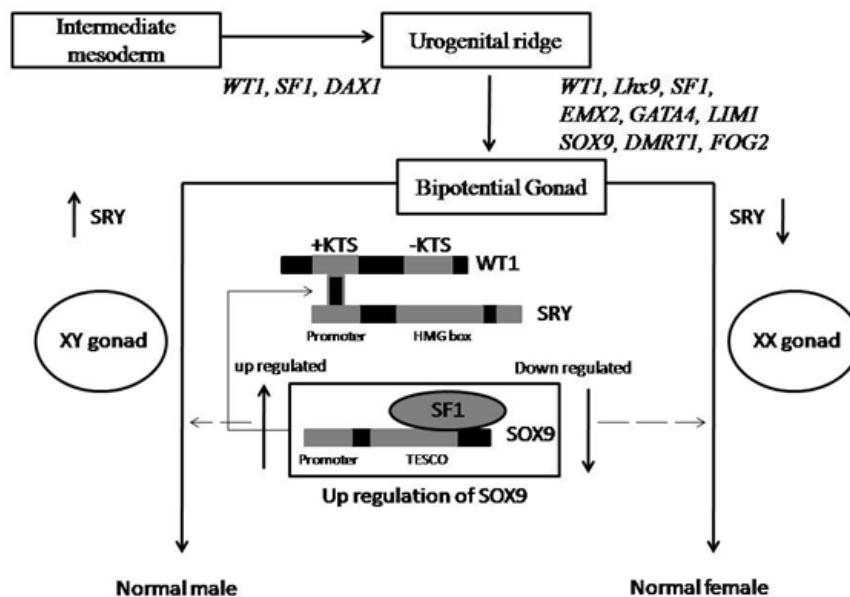 Intermediate
mesoderm
Urogenital ridge
WT1, SF1, DAX1
WT1, Lhx9, SF1,
EMX2, GATA4, LIM1
SOX9, DMRT1, FOG2
Bipotential Gonad
SRY
SRY
+KTS -KTS
WT1
SRY
Promoter HMG box
XY gonad
XX gonad
up regulated
Down regulated
SF1
SOX9
Promoter TESCO
Up regulation of SOX9
Normal male
Normal female